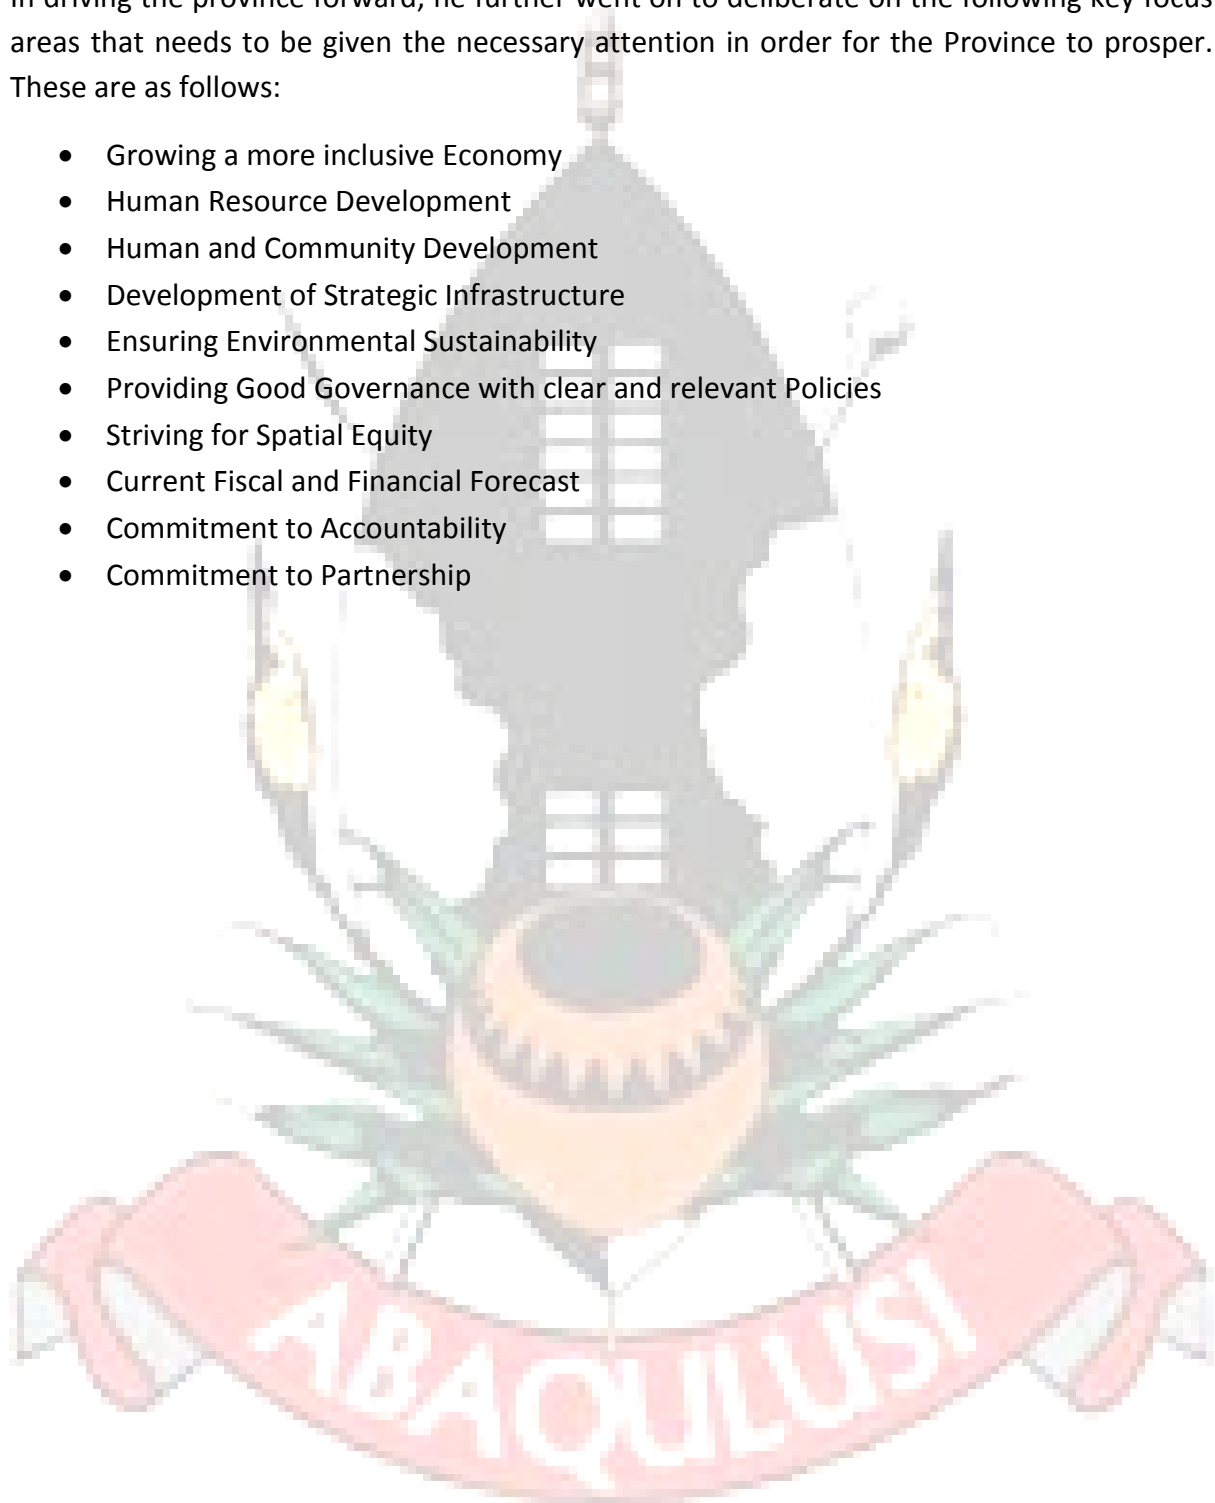 In driving the province forward, he further went on to deliberate on the following key focus
areas that needs to be given the necessary attention in order for the Province to prosper.
These are as follows:
• Growing a more inclusive Economy
• Human Resource Development
• Human and Community Development
• Development of Strategic Infrastructure
• Ensuring Environmental Sustainability
• Providing Good Governance with clear and relevant Policies
• Striving for Spatial Equity
• Current Fiscal and Financial Forecast
• Commitment to Accountability
• Commitment to Partnership
ABAQULUSI